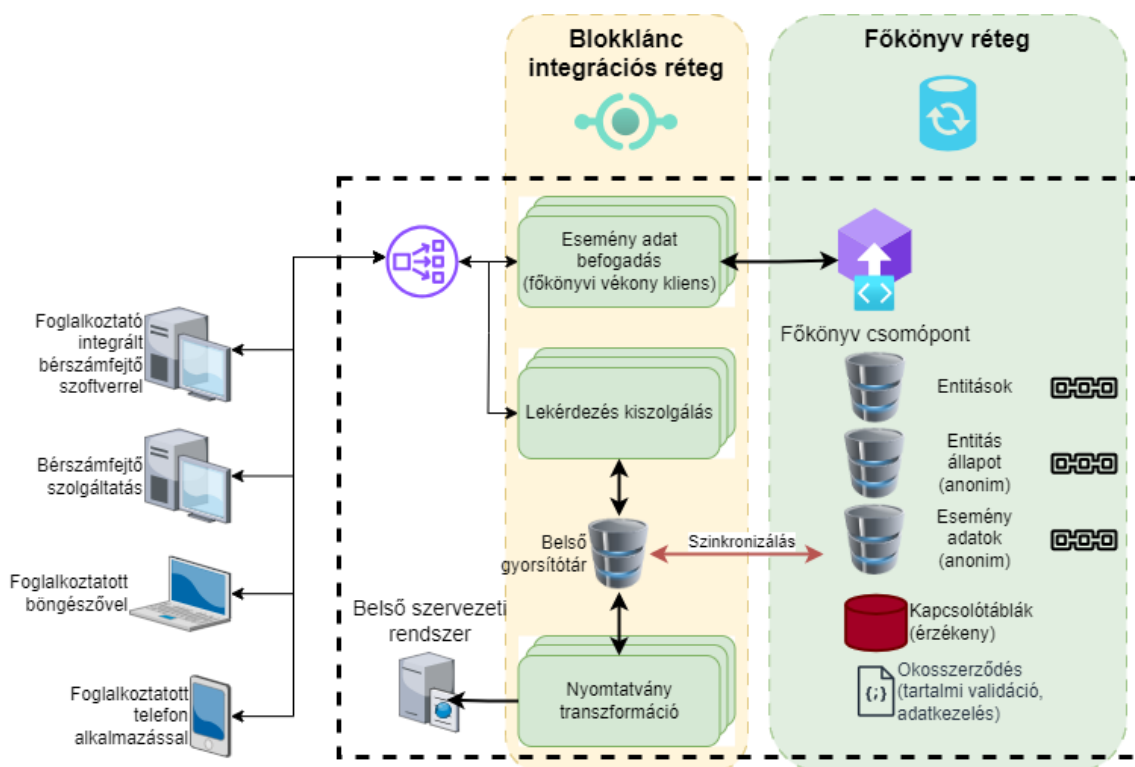 Blokklánc
integrációs réteg
Főkönyv réteg
Esemény adat
befogadás
(főkönyvi vékony kliens)
Főkönyv csomópont
Foglalkoztató
integrált
bérszámfejtő
szoftverrel
Lekérdezés kiszolgálás
Entitások
Bérszámfejtő
szolgáltatás
Entitás
állapot
(anonim)
Belső
gyorsítótár
Szinkronizálás
Esemény
adatok
(anonim)
Foglalkoztatott
böngészővel
Belső szervezeti
rendszer
Kapcsolótáblák
(érzékeny)
Foglalkoztatott
telefon
alkalmazással
Nyomtatvány
transzformáció
{;}
Okosszerződés
(tartalmi validáció,
adatkezelés)